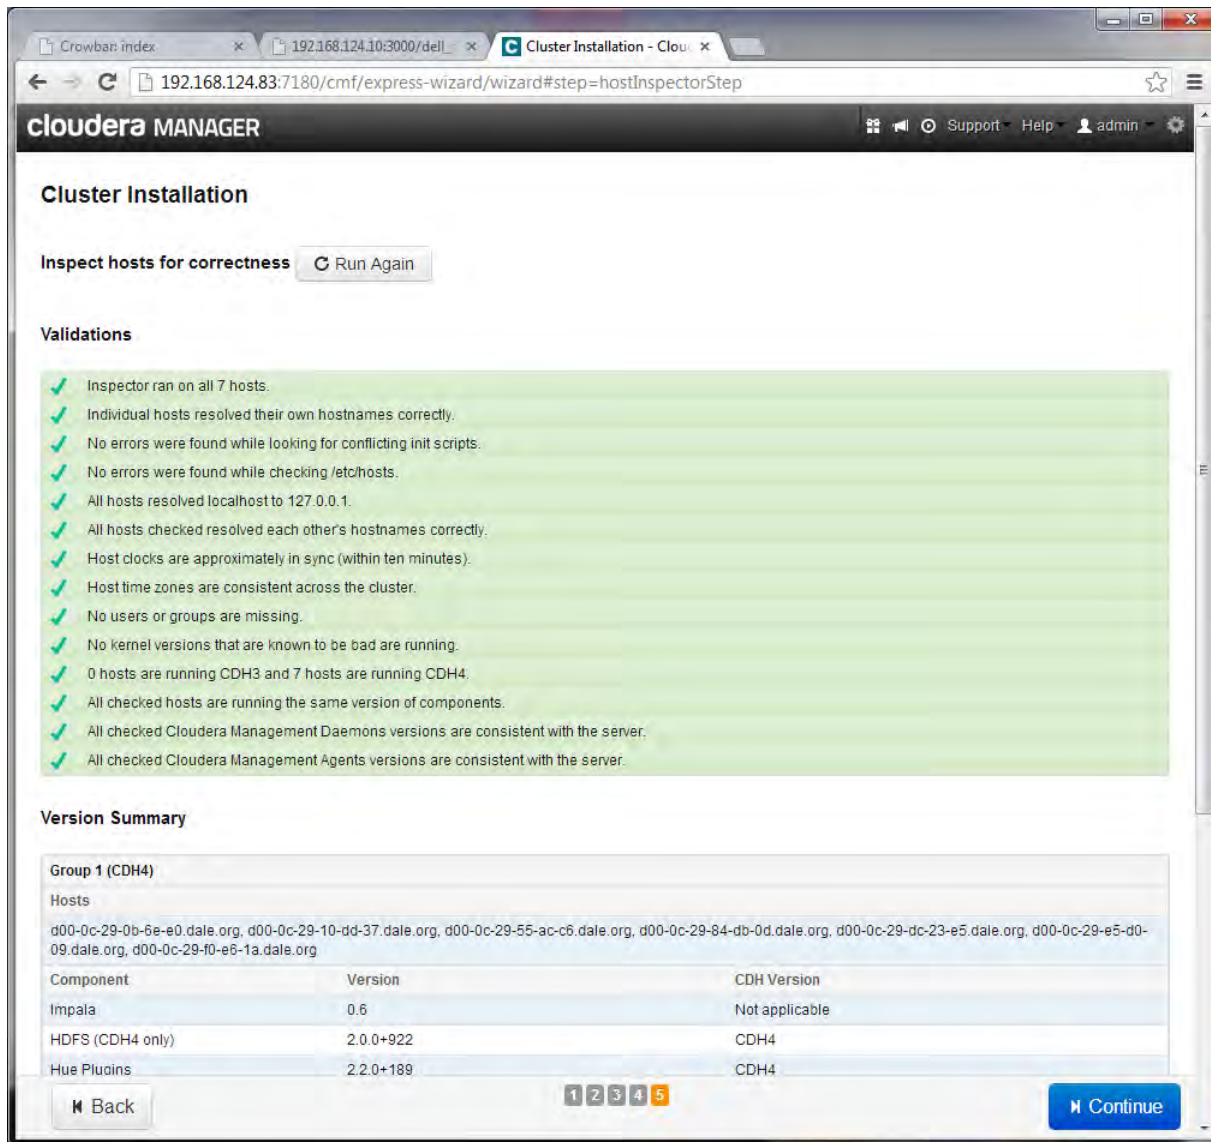 Crowbar: index
192.168.124.10:3000/dell_
Cluster Installation - Clou
192.168.124.83:7180/cmf/express-wizard/wizard#step=hostInspectorStep
cloudera MANAGER
Support
Help
admin
Cluster Installation
Inspect hosts for correctness
Run Again
Validations
Inspector ran on all 7 hosts.
Individual hosts resolved their own hostnames correctly.
No errors were found while looking for conflicting init scripts.
No errors were found while checking /etc/hosts.
All hosts resolved localhost to 127.0.0.1.
All hosts checked resolved each other's hostnames correctly.
Host clocks are approximately in sync (within ten minutes).
Host time zones are consistent across the cluster.
No users or groups are missing.
No kernel versions that are known to be bad are running.
0 hosts are running CDH3 and 7 hosts are running CDH4.
All checked hosts are running the same version of components.
All checked Cloudera Management Daemons versions are consistent with the server.
All checked Cloudera Management Agents versions are consistent with the server.
Version Summary
Group 1 (CDH4)
Hosts
d00-0c-29-0b-6e-e0.dale.org, d00-0c-29-10-dd-37.dale.org, d00-0c-29-55-ac-c6.dale.org, d00-0c-29-84-db-0d.dale.org, d00-0c-29-dc-23-e5.dale.org, d00-0c-29-e5-d0-
09.dale.org, d00-0c-29-f0-e6-1a.dale.org
Component Version CDH Version
Impala 0.6 Not applicable
HDFS (CDH4 only) 2.0.0+922 CDH4
Hue Plugins 2.2.0+189 CDH4
Back
1 2 3 4 5
Continue